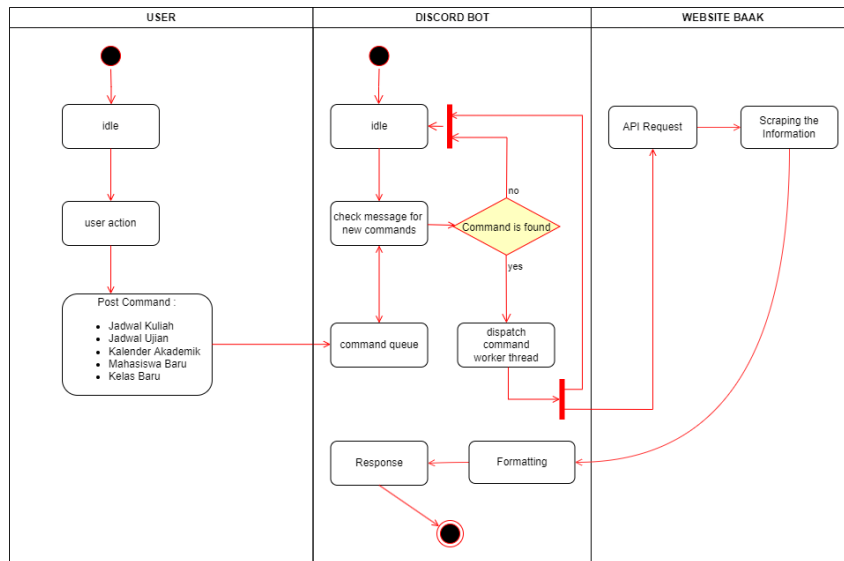 USER
DISCORD BOT
WEBSITE BAAK
idle
user action
Post Command :
• Jadwal Kuliah
• Jadwal Ujian
• Kalender Akademik
• Mahasiswa Baru
• Kelas Baru
idle
check message for
new commands
Command is found
no
yes
command queue
dispatch
command
worker thread
Response
Formatting
API Request
Scraping the
Information